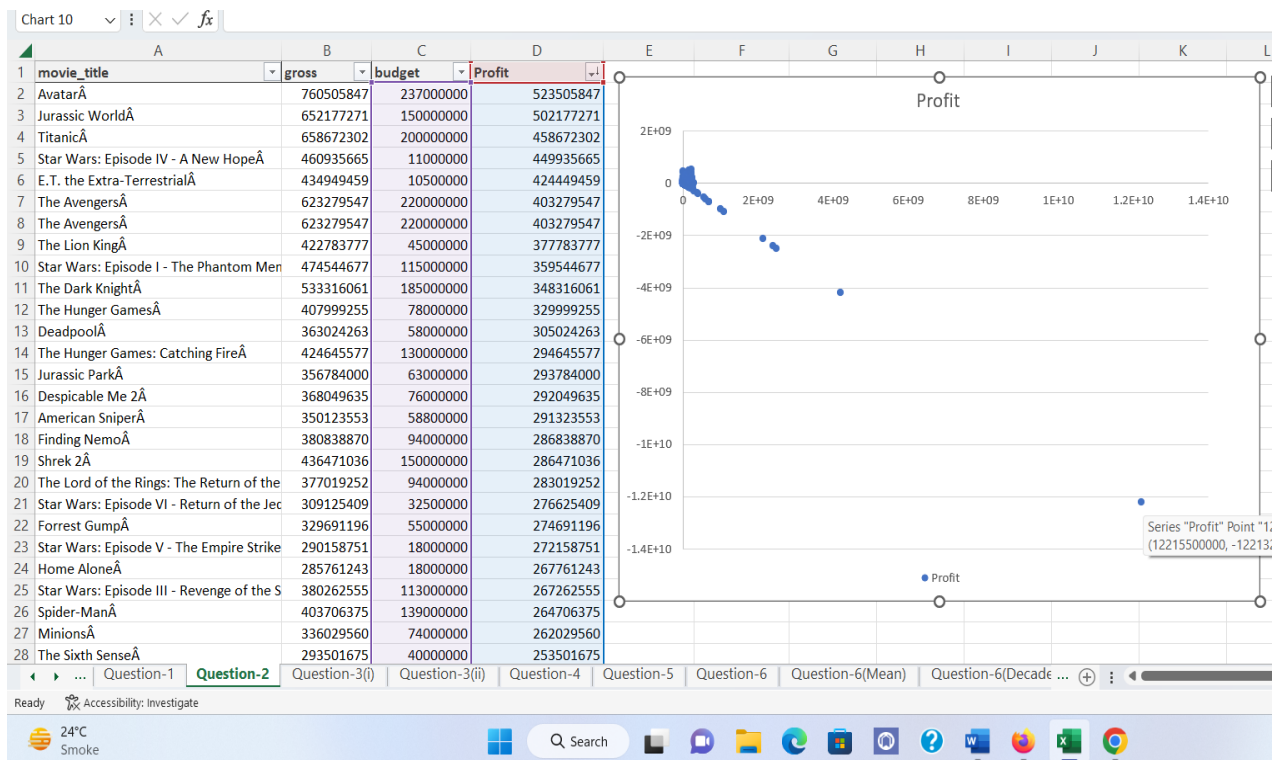 Chart 10 fx
A B C D E F G H I J K L
1 movie_title gross budget Profit
2 AvatarÂ 760505847 237000000 523505847
3 Jurassic WorldÂ 652177271 150000000 502177271
4 TitanicÂ 658672302 200000000 458672302
5 Star Wars: Episode IV - A New HopeÂ 460935665 11000000 449935665
6 E.T. the Extra-TerrestrialÂ 434949459 10500000 424449459
7 The AvengersÂ 623279547 220000000 403279547
8 The AvengersÂ 623279547 220000000 403279547
9 The Lion KingÂ 422783777 45000000 377783777
10 Star Wars: Episode I - The Phantom Men 474544677 115000000 359544677
11 The Dark KnightÂ 533316061 185000000 348316061
12 The Hunger GamesÂ 407999255 78000000 329999255
13 DeadpoolÂ 363024263 58000000 305024263
14 The Hunger Games: Catching FireÂ 424645577 130000000 294645577
15 Jurassic ParkÂ 356784000 63000000 293784000
16 Despicable Me 2Â 368049635 76000000 292049635
17 American SniperÂ 350123553 58800000 291323553
18 Finding NemoÂ 380838870 94000000 286838870
19 Shrek 2Â 436471036 150000000 286471036
20 The Lord of the Rings: The Return of the 377019252 94000000 283019252
21 Star Wars: Episode VI - Return of the Jed 309125409 32500000 276625409
22 Forrest GumpÂ 329691196 55000000 274691196
23 Star Wars: Episode V - The Empire Strike 290158751 18000000 272158751
24 Home AloneÂ 285761243 18000000 267761243
25 Star Wars: Episode III - Revenge of the S 380262555 113000000 267262555
26 Spider-ManÂ 403706375 139000000 264706375
27 MinionsÂ 336029560 74000000 262029560
28 The Sixth SenseÂ 293501675 40000000 253501675
Profit
2E+09
0
0 2E+09 4E+09 6E+09 8E+09 1E+10 1.2E+10 1.4E+10
-2E+09
-4E+09
-6E+09
-8E+09
-1E+10
-1.2E+10
-1.4E+10
Series "Profit" Point "12
(12215500000, -122132
Profit
... Question-1 Question-2 Question-3(i) Question-3(ii) Question-4 Question-5 Question-6 Question-6(Mean) Question-6(Decade ...
Ready Accessibility: Investigate
24°C
Smoke
Search